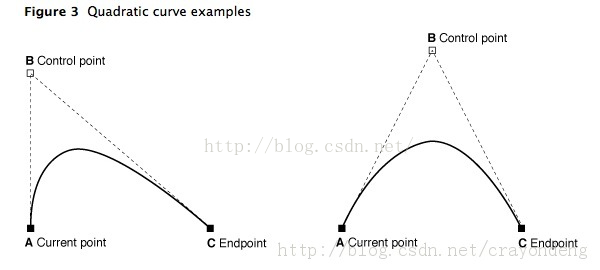 Figure 3 Quadratic curve examples
B Control point
B Control point
http://blog.csdn.net/
A Current point
C Endpoint
A Current point
C Endpoint
http://blog.csdn.net/crayondeng